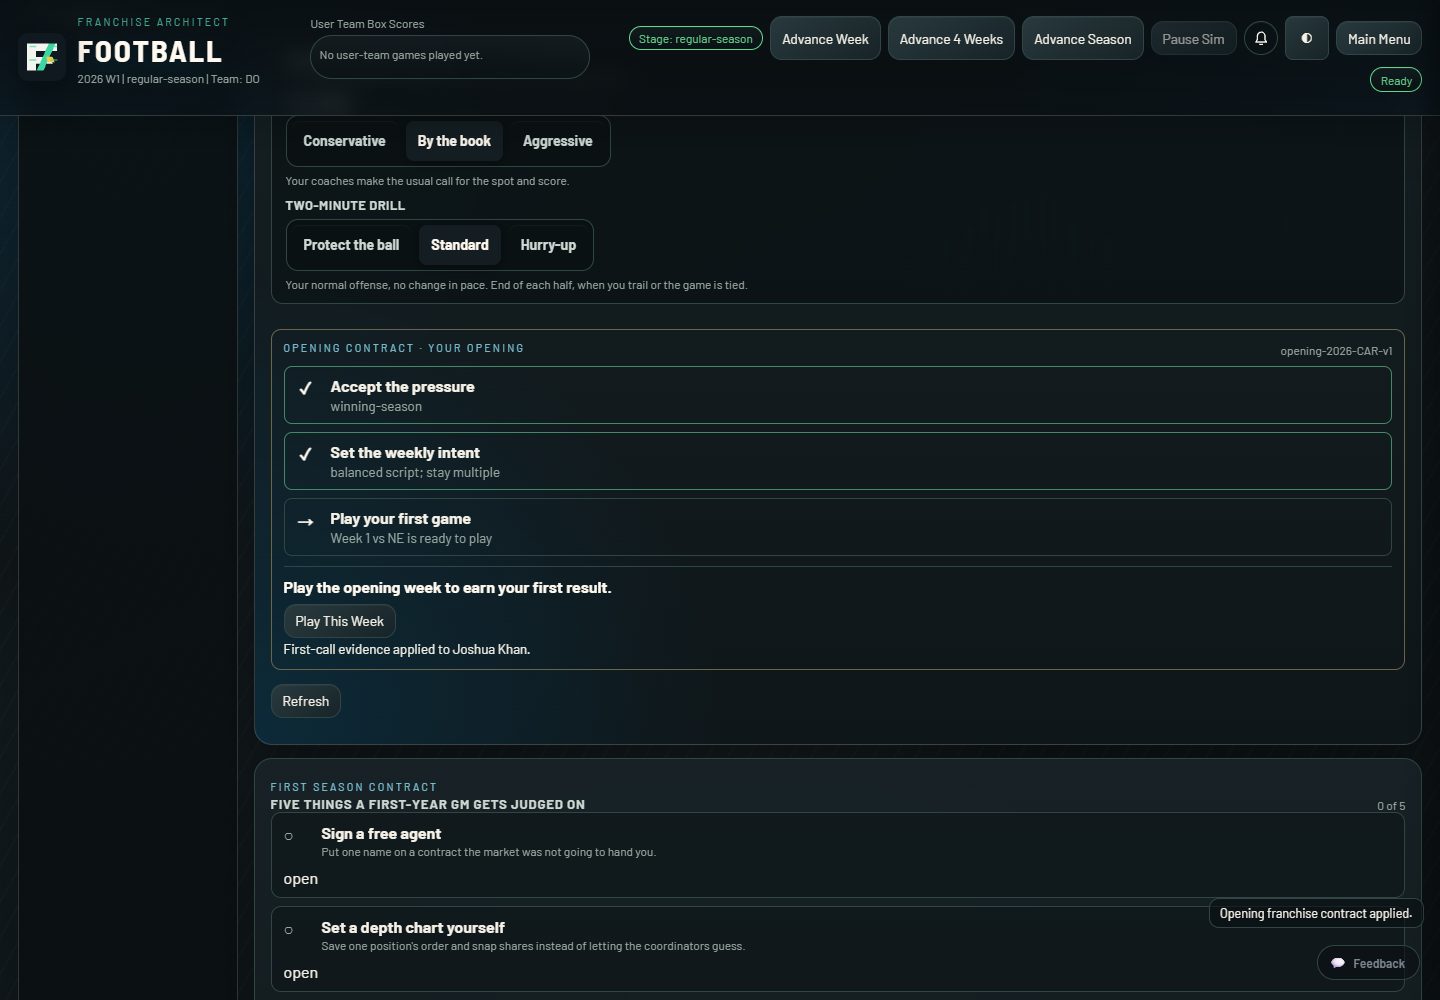 FRANCHISE ARCHITECT
FOOTBALL
2026 W1 | regular-season | Team: DO
User Team Box Scores
No user-team games played yet.
Stage: regular-season
Advance Week
Advance 4 Weeks
Advance Season
Pause Sim
Main Menu
Ready
Conservative
By the book
Aggressive
Your coaches make the usual call for the spot and score.
TWO-MINUTE DRILL
Protect the ball
Standard
Hurry-up
Your normal offense, no change in pace. End of each half, when you trail or the game is tied.
OPENING CONTRACT · YOUR OPENING
opening-2026-CAR-v1
✓ Accept the pressure
winning-season
✓ Set the weekly intent
balanced script; stay multiple
→ Play your first game
Week 1 vs NE is ready to play
Play the opening week to earn your first result.
Play This Week
First-call evidence applied to Joshua Khan.
Refresh
FIRST SEASON CONTRACT
FIVE THINGS A FIRST-YEAR GM GETS JUDGED ON
0 of 5
Sign a free agent
Put one name on a contract the market was not going to hand you.
open
Set a depth chart yourself
Save one position's order and snap shares instead of letting the coordinators guess.
open
Opening franchise contract applied.
Feedback